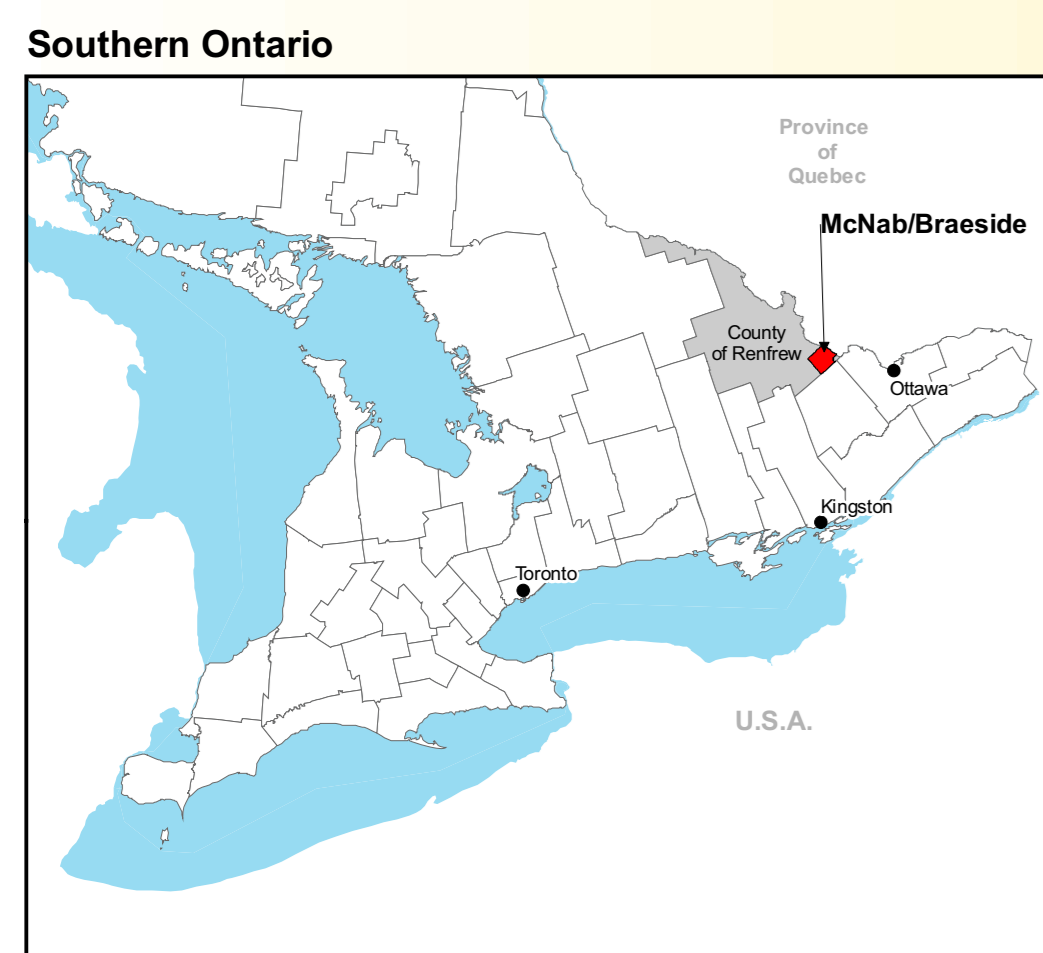 Southern Ontario
Province
of
Quebec
McNab/Braeside
County
of Renfrew
Ottawa
Kingston
Toronto
U.S.A.